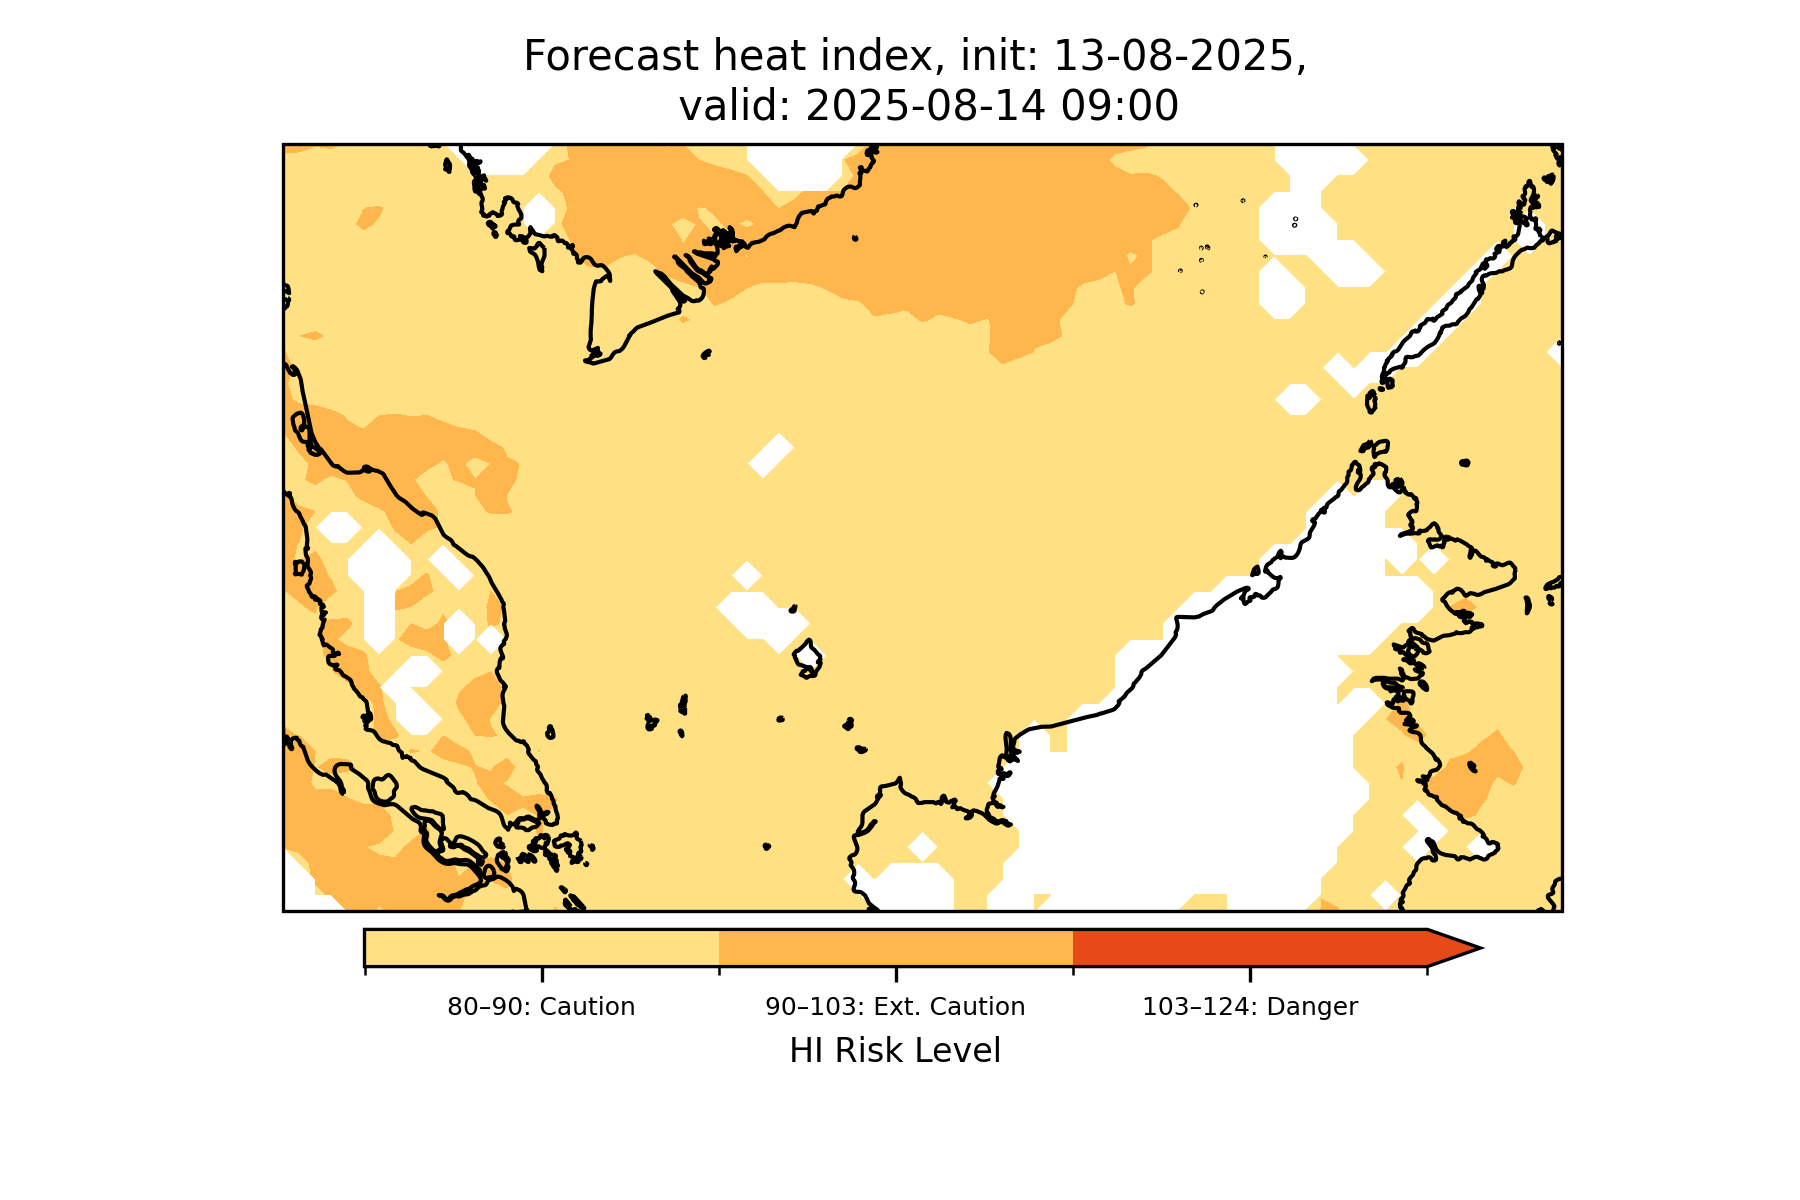 Forecast heat index, init: 13-08-2025,
valid: 2025-08-14 09:00
80–90: Caution
90–103: Ext. Caution
103–124: Danger
HI Risk Level